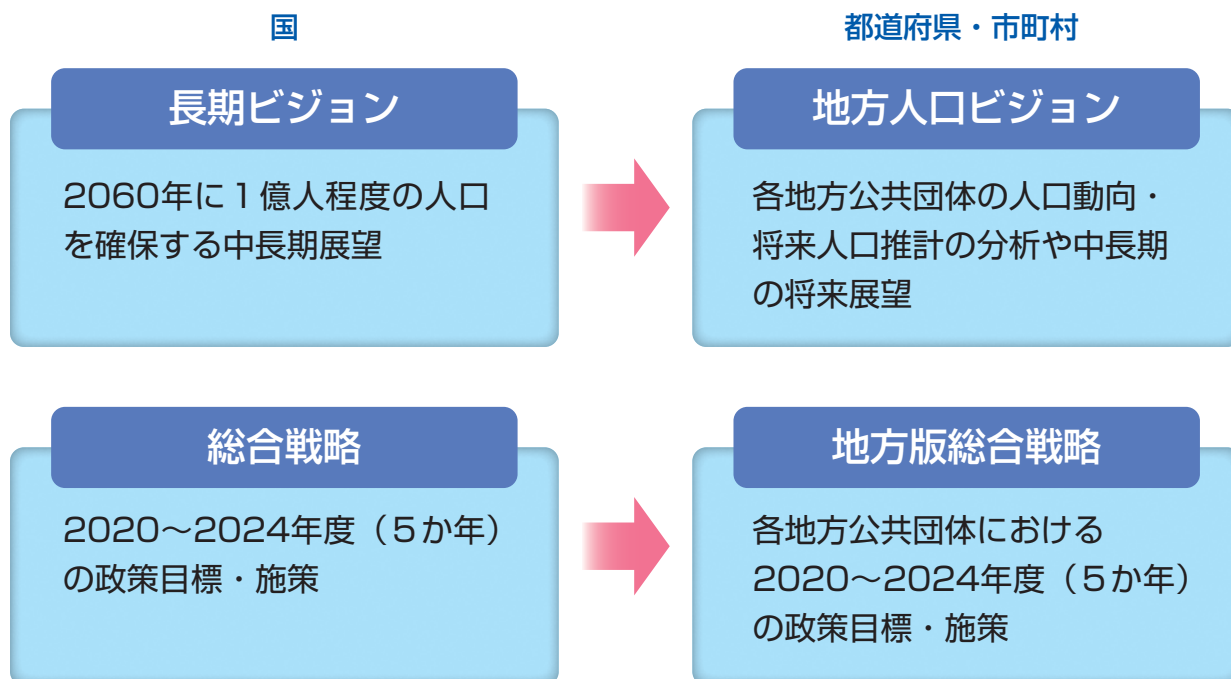 国
都道府県・市町村
長期ビジョン
2060年に1億人程度の人口
を確保する中長期展望
地方人口ビジョン
各地方公共団体の人口動向・
将来人口推計の分析や中長期
の将来展望
総合戦略
2020～2024年度（5か年）
の政策目標・施策
地方版総合戦略
各地方公共団体における
2020～2024年度（5か年）
の政策目標・施策